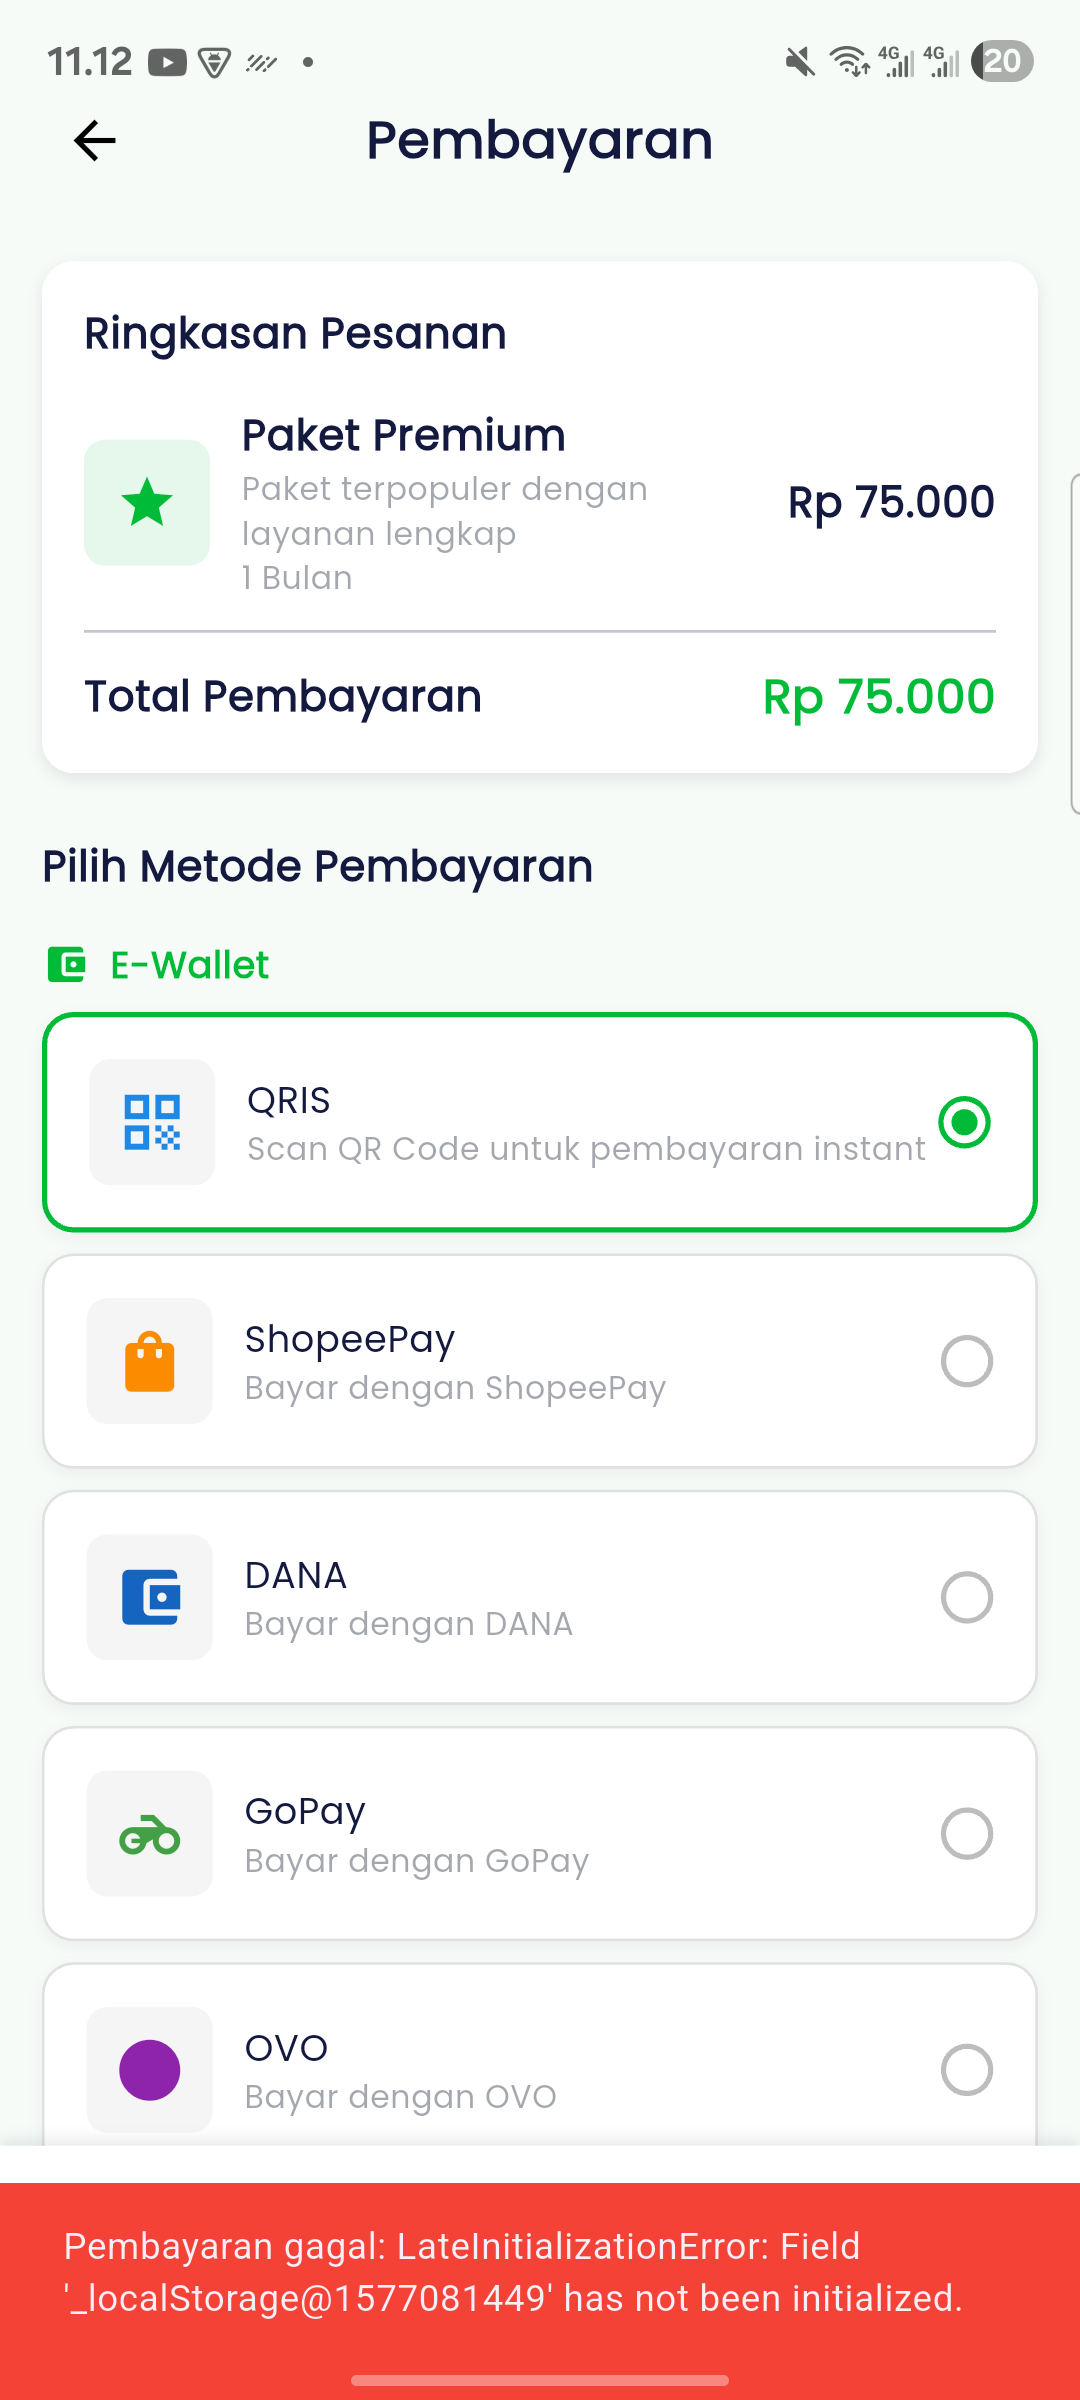 11.12
4G 4G 20
Pembayaran
Ringkasan Pesanan
Paket Premium
Paket terpopuler dengan
layanan lengkap
1 Bulan
Rp 75.000
Total Pembayaran Rp 75.000
Pilih Metode Pembayaran
E-Wallet
QRIS
Scan QR Code untuk pembayaran instant
ShopeePay
Bayar dengan ShopeePay
DANA
Bayar dengan DANA
GoPay
Bayar dengan GoPay
OVO
Bayar dengan OVO
Pembayaran gagal: LateInitializationError: Field
'_localStorage@1577081449' has not been initialized.